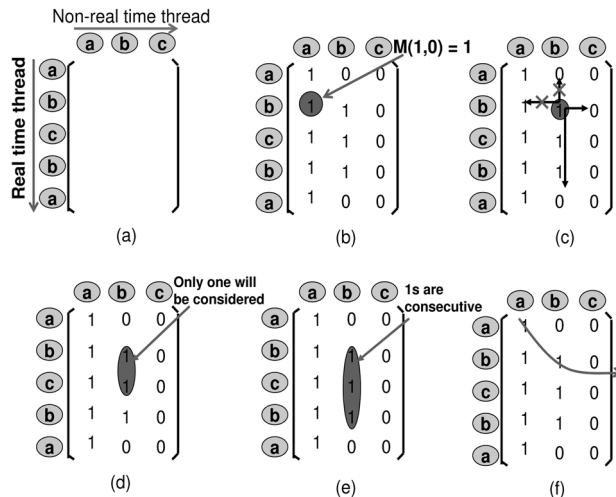 Non-real time thread
a b c
Real time thread
a
b
c
b
a
(a)
a b c
M(1,0) = 1
a 1 0 0
b 1 1 0
c 1 1 0
b 1 1 0
a 1 0 0
(b)
a b c
a 1 0 0
b 1 1 0
c 1 1 0
b 1 1 0
a 1 0 0
(c)
Only one will
be considered
a b c
a 1 0 0
b 1 1 0
c 1 1 0
b 1 1 0
a 1 0 0
(d)
1s are
consecutive
a b c
a 1 0 0
b 1 1 0
c 1 1 0
b 1 1 0
a 1 0 0
(e)
a b c
a 1 0 0
b 1 1 0
c 1 1 0
b 1 1 0
a 1 0 0
(f)